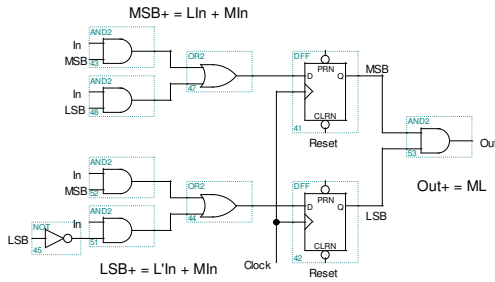 MSB+ = LIn + MIn
AND2
In
MSB
43
AND2
In
LSB
48
OR2
47
DFF
PRN
D
Q
CLRN
41
Reset
MSB
AND2
53
Out
Out+ = ML
AND2
In
MSB
52
AND2
In
51
NOT
LSB
45
OR2
44
DFF
PRN
D
Q
CLRN
42
Reset
LSB
Clock
LSB+ = L'In + MIn